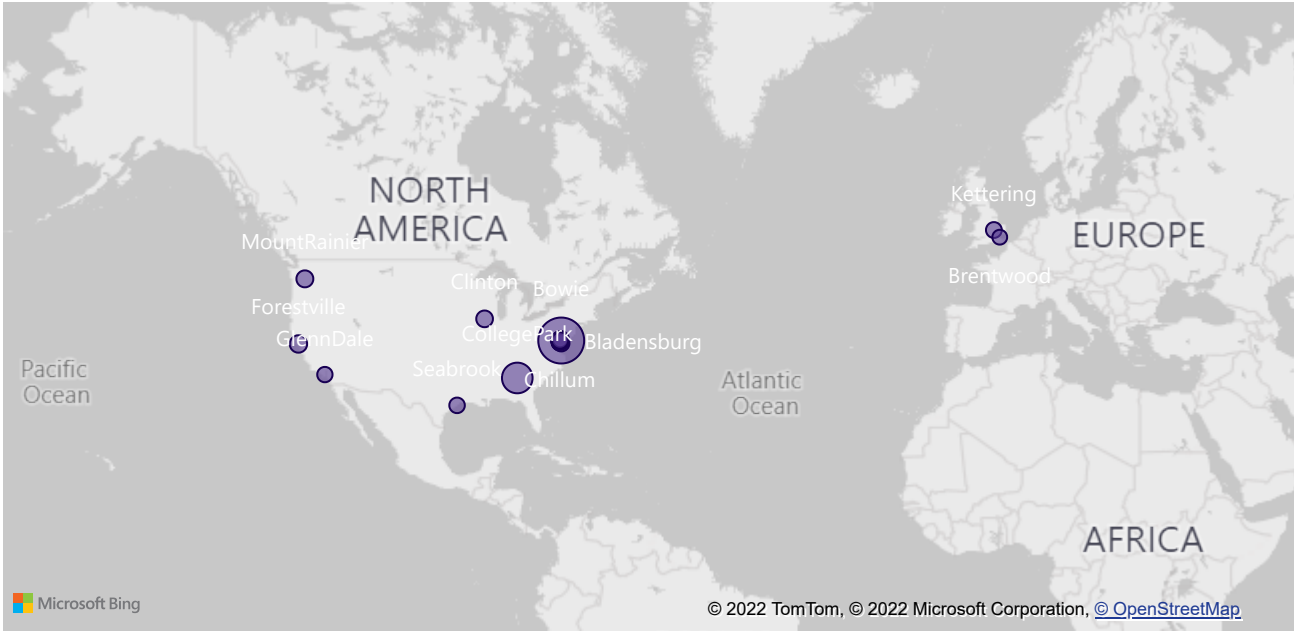 Kettering
NORTH
AMERICA
EUROPE
MountRainier
Brentwood
Clinton
Bowie
Forestville
CollegePark
GlennDale
Bladensburg
Seabrook
Chillum
Pacific
Ocean
Atlantic
Ocean
AFRICA
Microsoft Bing
© 2022 TomTom, © 2022 Microsoft Corporation, © OpenStreetMap